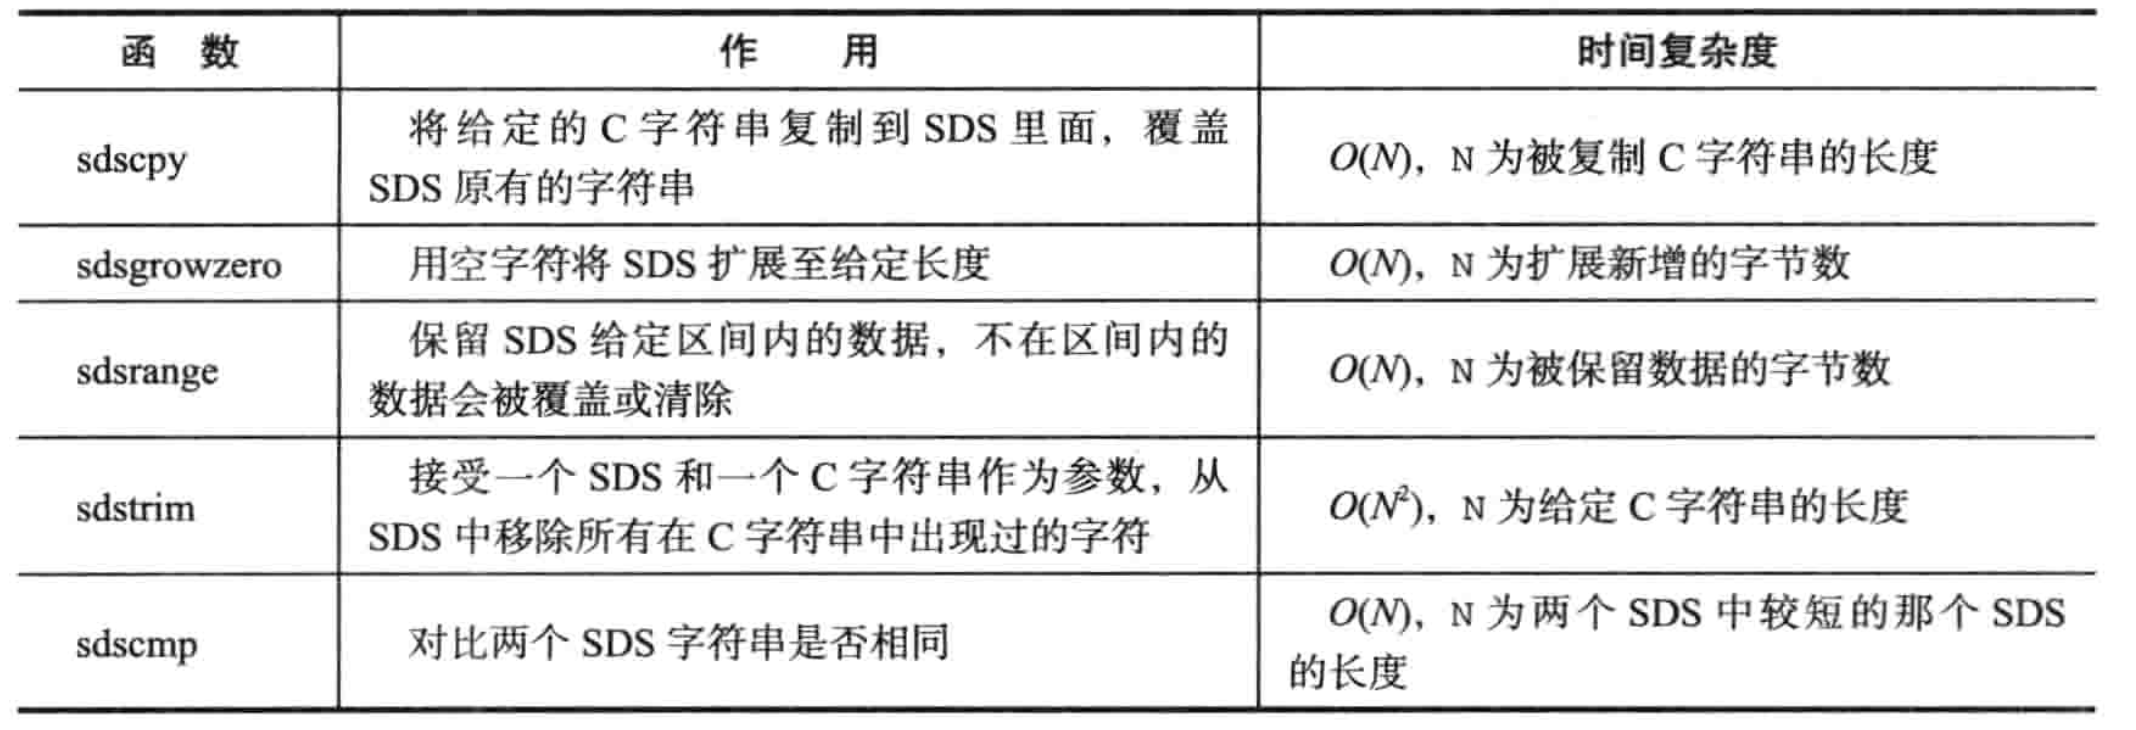 函 数 作 用 时间复杂度
sdscpy 将给定的 C 字符串复制到 SDS 里面，覆盖 O(N)，N 为被复制 C 字符串的长度
SDS 原有的字符串
sdsgrowzero 用空字符将 SDS 扩展至给定长度 O(N)，N 为扩展新增的字节数
sdsrange 保留 SDS 给定区间内的数据，不在区间内的 O(N)，N 为被保留数据的字节数
数据会被覆盖或清除
sdstrim 接受一个 SDS 和一个 C 字符串作为参数，从 O(N²)，N 为给定 C 字符串的长度
SDS 中移除所有在 C 字符串中出现过的字符
sdscmp 对比两个 SDS 字符串是否相同 O(N)，N 为两个 SDS 中较短的那个 SDS
的长度